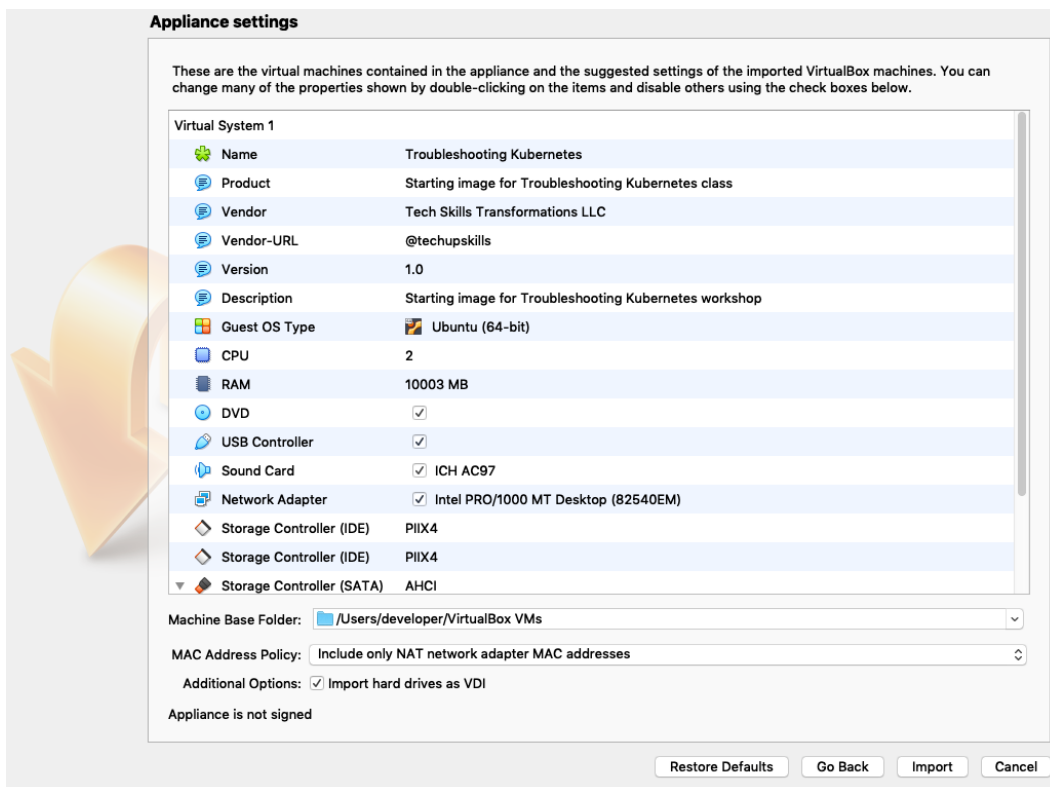 Appliance settings
These are the virtual machines contained in the appliance and the suggested settings of the imported VirtualBox machines. You can
change many of the properties shown by double-clicking on the items and disable others using the check boxes below.
Virtual System 1
Name Troubleshooting Kubernetes
Product Starting image for Troubleshooting Kubernetes class
Vendor Tech Skills Transformations LLC
Vendor-URL @techupskills
Version 1.0
Description Starting image for Troubleshooting Kubernetes workshop
Guest OS Type Ubuntu (64-bit)
CPU 2
RAM 10003 MB
DVD
USB Controller
Sound Card ICH AC97
Network Adapter Intel PRO/1000 MT Desktop (82540EM)
Storage Controller (IDE) PIIX4
Storage Controller (IDE) PIIX4
Storage Controller (SATA) AHCI
Machine Base Folder: /Users/developer/VirtualBox VMs
MAC Address Policy: Include only NAT network adapter MAC addresses
Additional Options: Import hard drives as VDI
Appliance is not signed
Restore Defaults Go Back Import Cancel